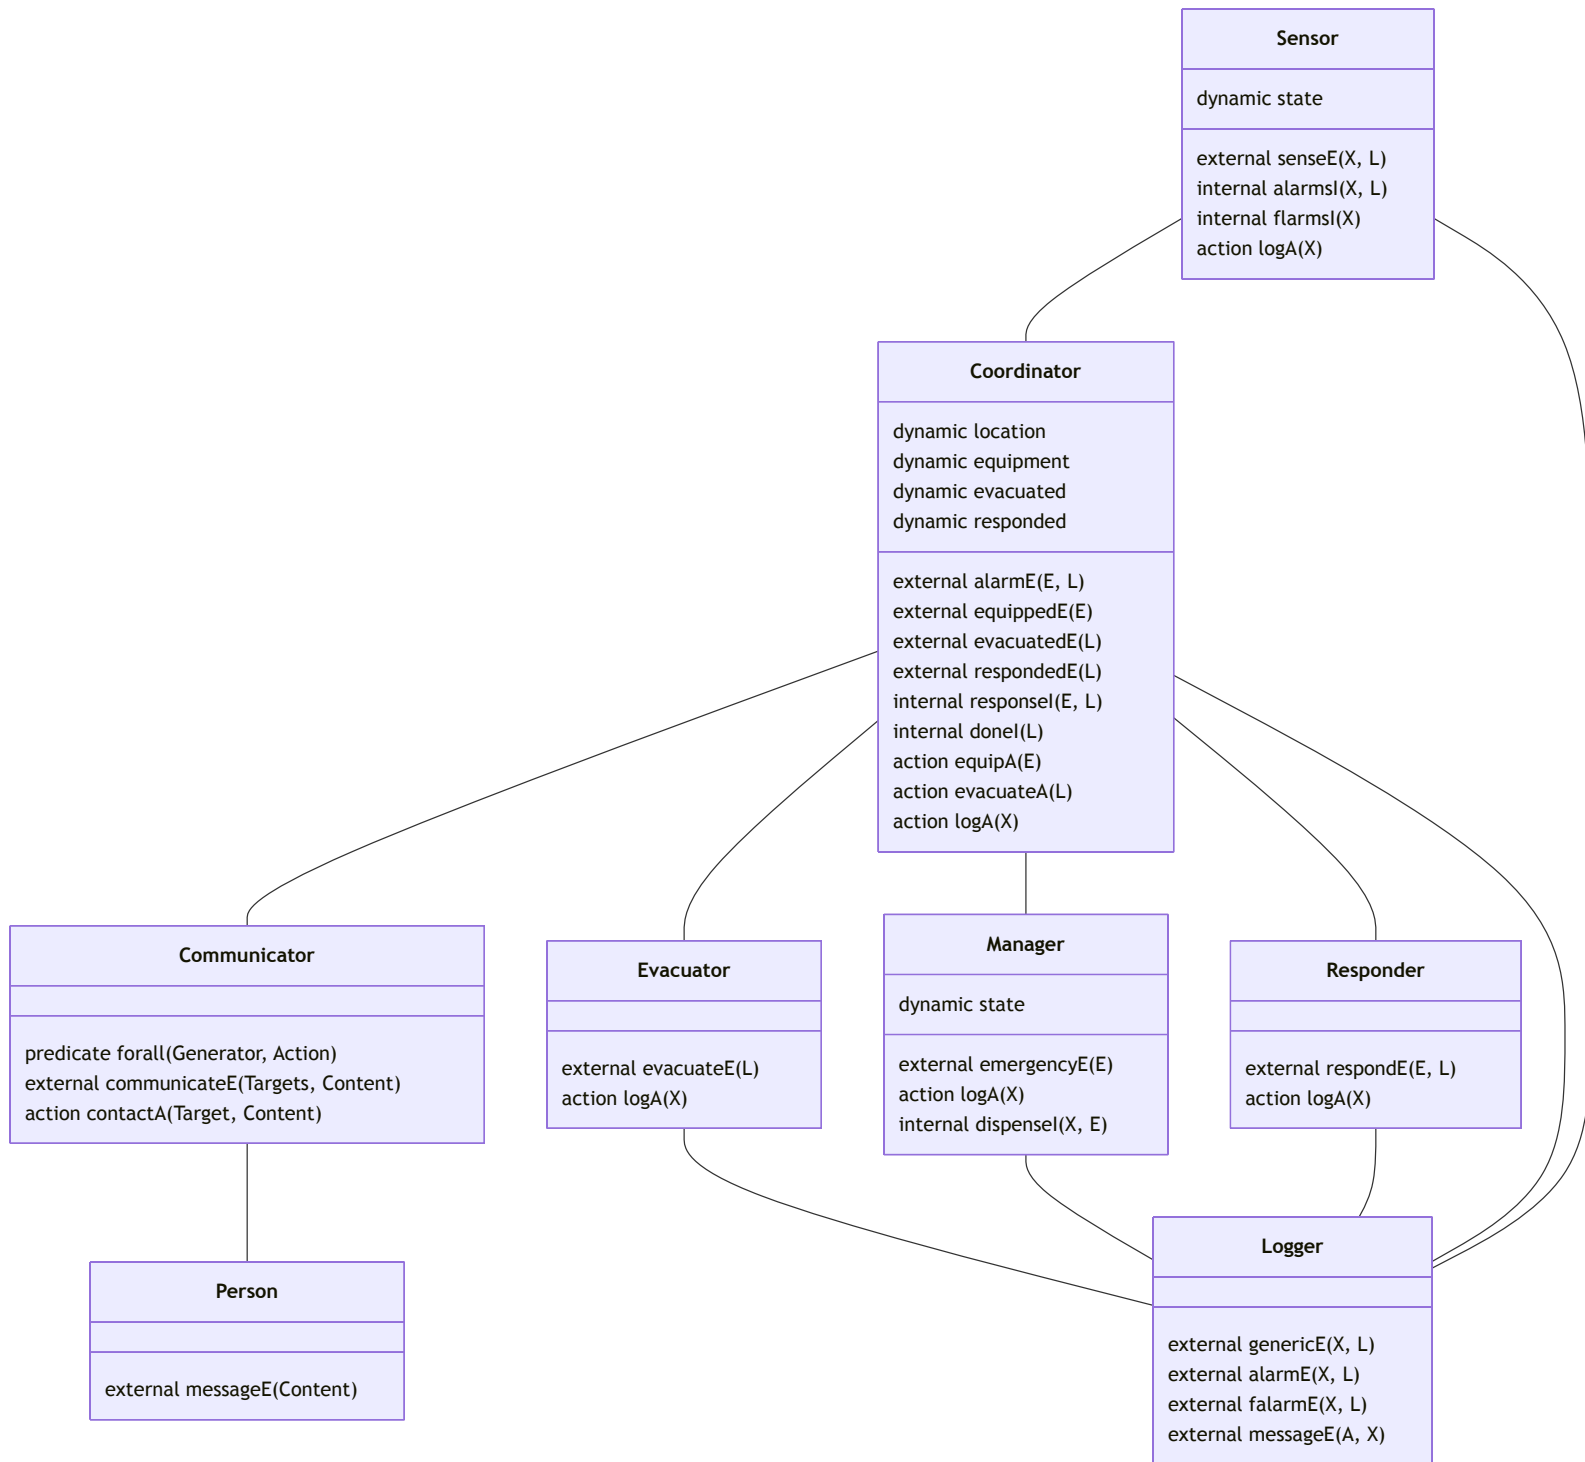 Sensor
dynamic state
external senseE(X, L)
internal alarmsI(X, L)
internal flarmsI(X)
action logA(X)
Coordinator
dynamic location
dynamic equipment
dynamic evacuated
dynamic responded
external alarmE(E, L)
external equippedE(E)
external evacuatedE(L)
external respondedE(L)
internal responseI(E, L)
internal doneI(L)
action equipA(E)
action evacuateA(L)
action logA(X)
Communicator
predicate forall(Generator, Action)
external communicateE(Targets, Content)
action contactA(Target, Content)
Evacuator
external evacuateE(L)
action logA(X)
Manager
dynamic state
external emergencyE(E)
action logA(X)
internal dispenseI(X, E)
Responder
external respondE(E, L)
action logA(X)
Person
external messageE(Content)
Logger
external genericE(X, L)
external alarmE(X, L)
external falarmE(X, L)
external messageE(A, X)